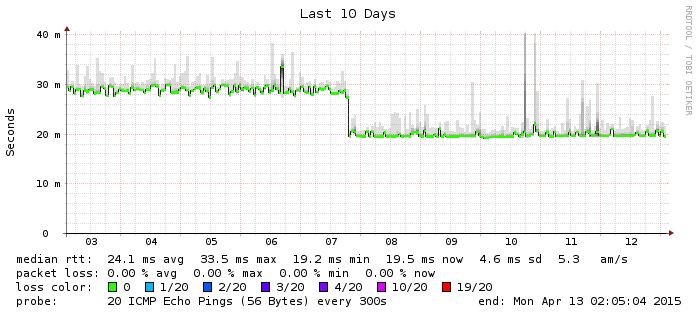 Last 10 Days
RRDTOOL / TOBI OETIKER
Seconds
40 m
30 m
20 m
10 m
0
03 04 05 06 07 08 09 10 11 12
median rtt: 24.1 ms avg 33.5 ms max 19.2 ms min 19.5 ms now 4.6 ms sd 5.3 am/s
packet loss: 0.00 % avg 0.00 % max 0.00 % min 0.00 % now
loss color: 0 1/20 2/20 3/20 4/20 10/20 19/20
probe: 20 ICMP Echo Pings (56 Bytes) every 300s end: Mon Apr 13 02:05:04 2015